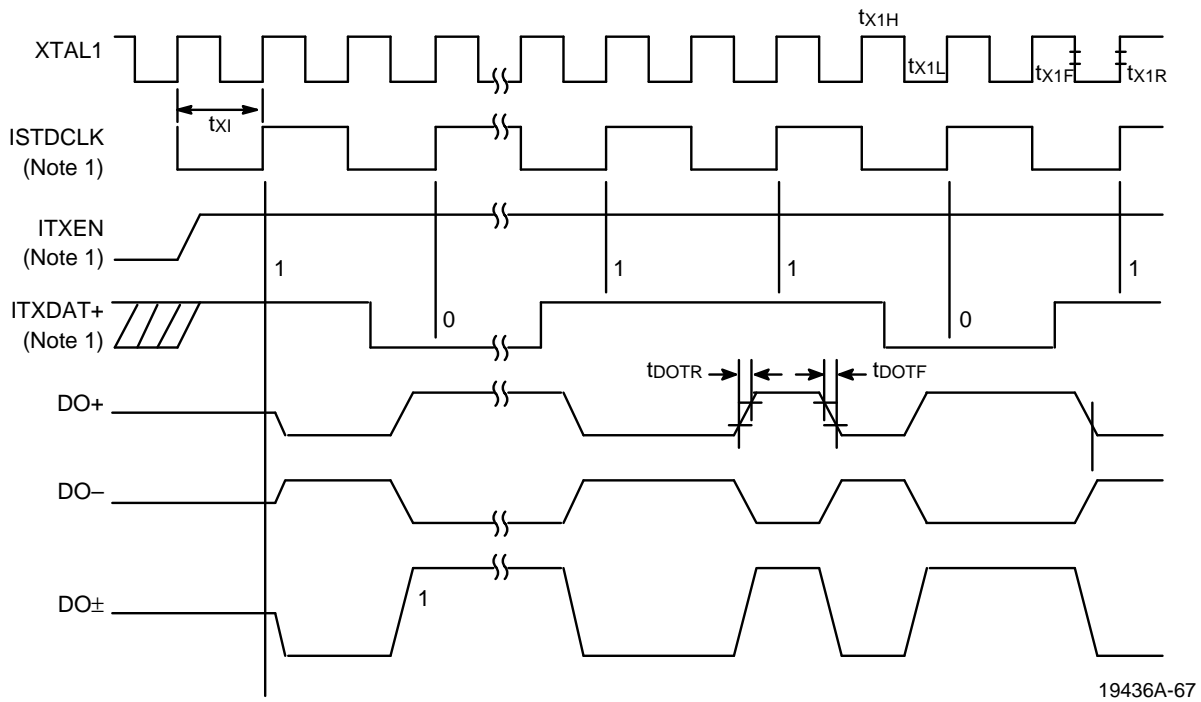 tX1H
XTAL1
tX1L
tX1F
tX1R
tXI
ISTDCLK
(Note 1)
ITXEN
(Note 1)
1
1
1
1
ITXDAT+
(Note 1)
0
0
tDOTR
tDOTF
DO+
DO–
DO±
1
19436A-67